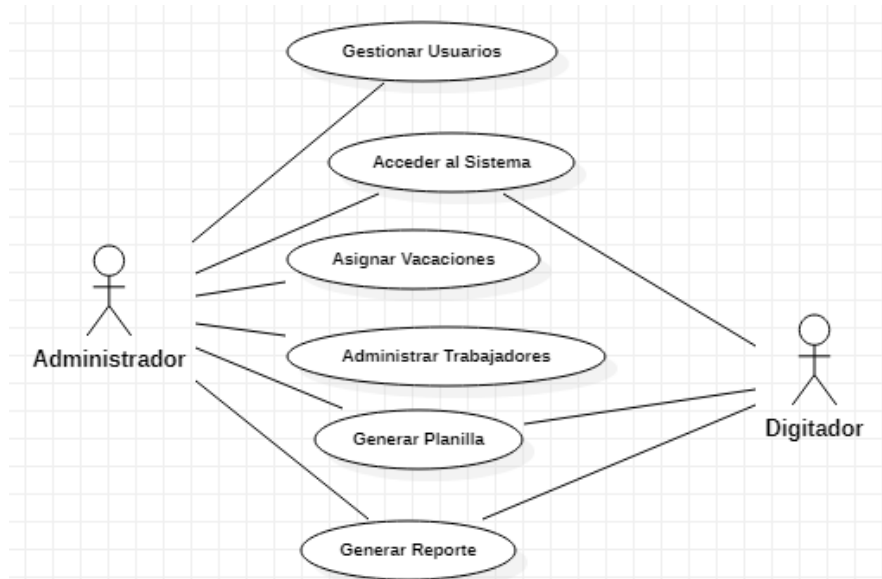 Gestionar Usuarios
Acceder al Sistema
Asignar Vacaciones
Administrador
Administrar Trabajadores
Digitador
Generar Planilla
Generar Reporte